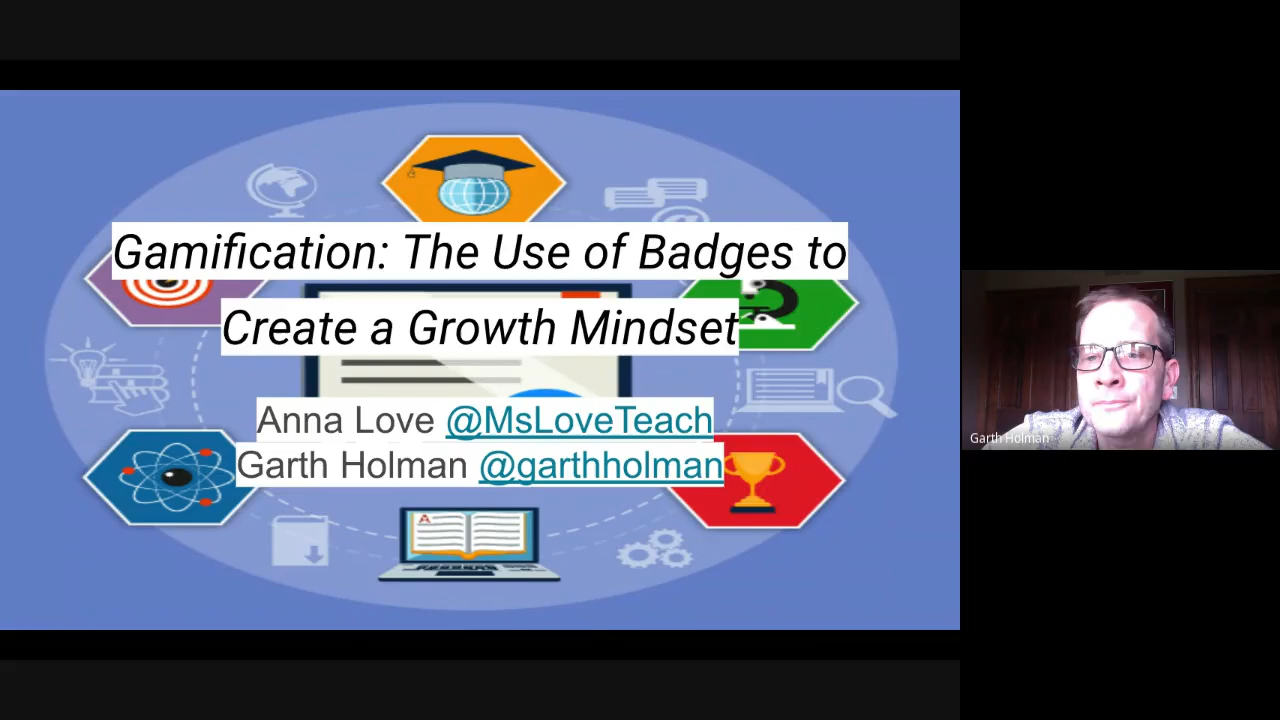 Gamification: The Use of Badges to
Create a Growth Mindset
Anna Love @MsLoveTeach
Garth Holman @garthholman
A
Garth Holman